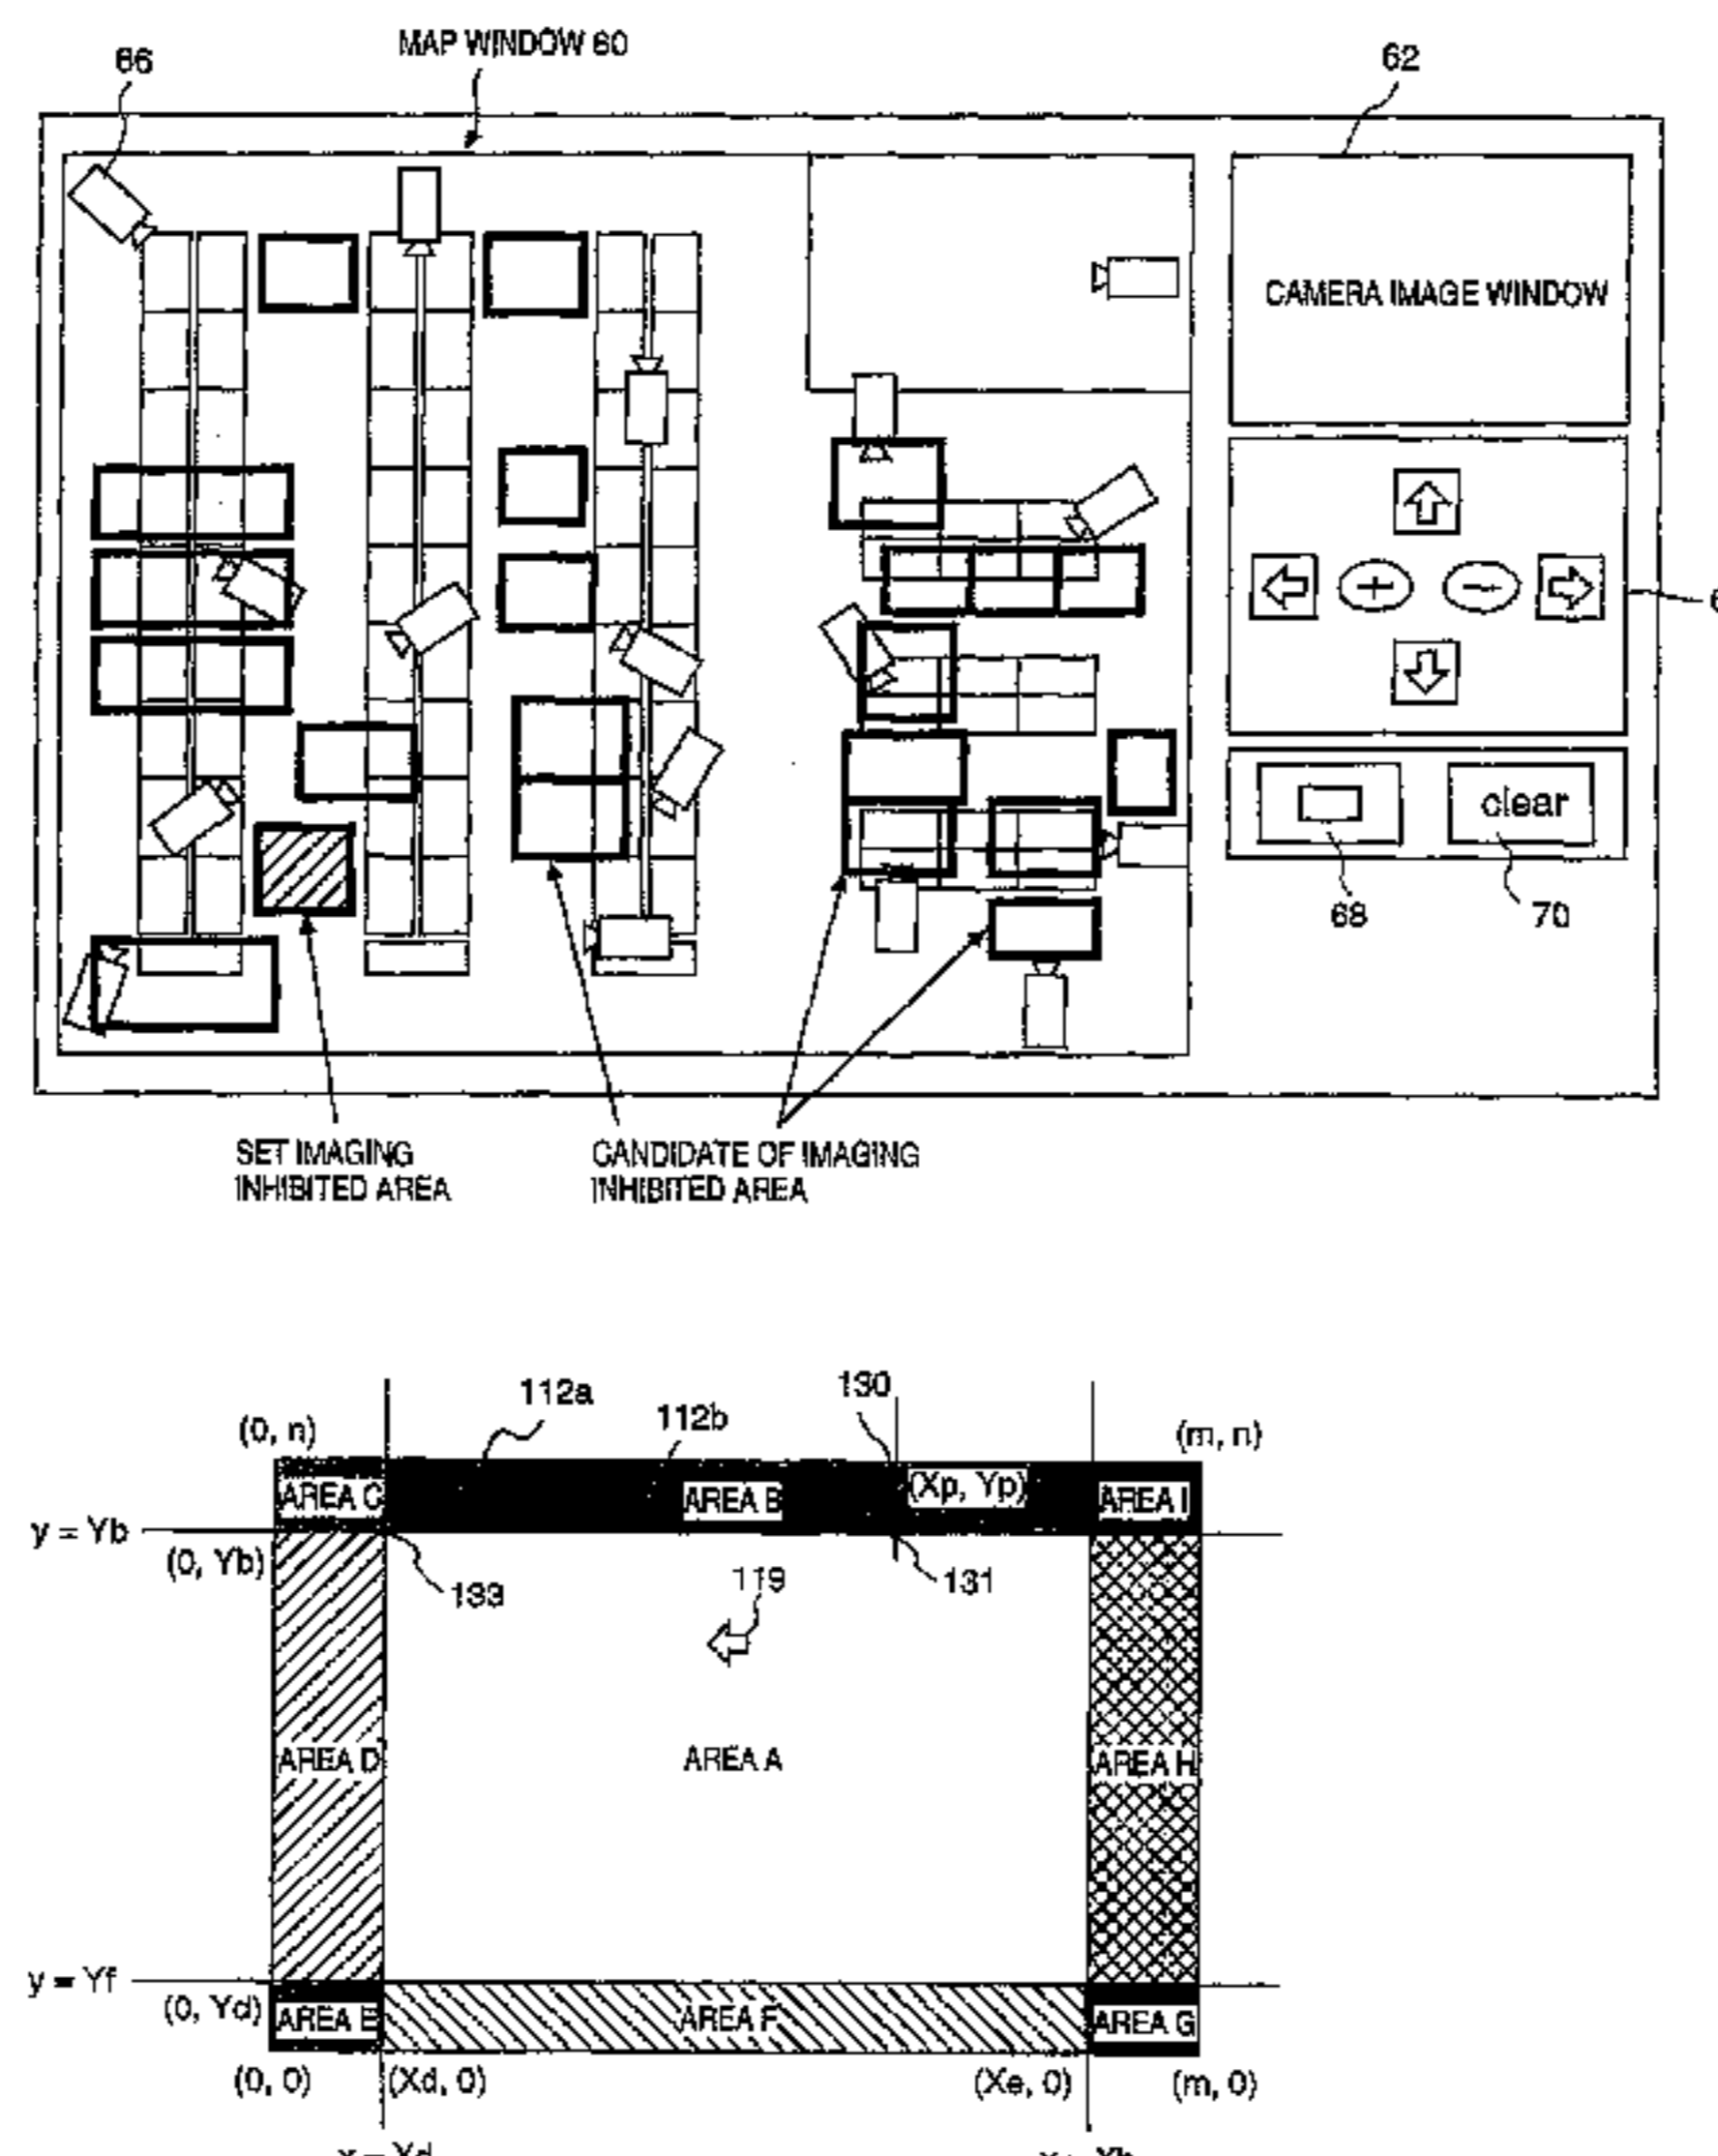 66
MAP WINDOW 60
62
CAMERA IMAGE WINDOW
clear
68
70
SET IMAGING
INHIBITED AREA
CANDIDATE OF IMAGING
INHIBITED AREA
112a
112b
130
(0, n)
(m, n)
AREA C
AREA B
(Xp, Yp)
AREA I
y = Yb
(0, Yb)
133
119
131
AREA D
AREA A
AREA H
y = Yf
(0, Yd)
AREA E
AREA F
AREA G
(0, 0)
(Xd, 0)
(Xe, 0)
(m, 0)